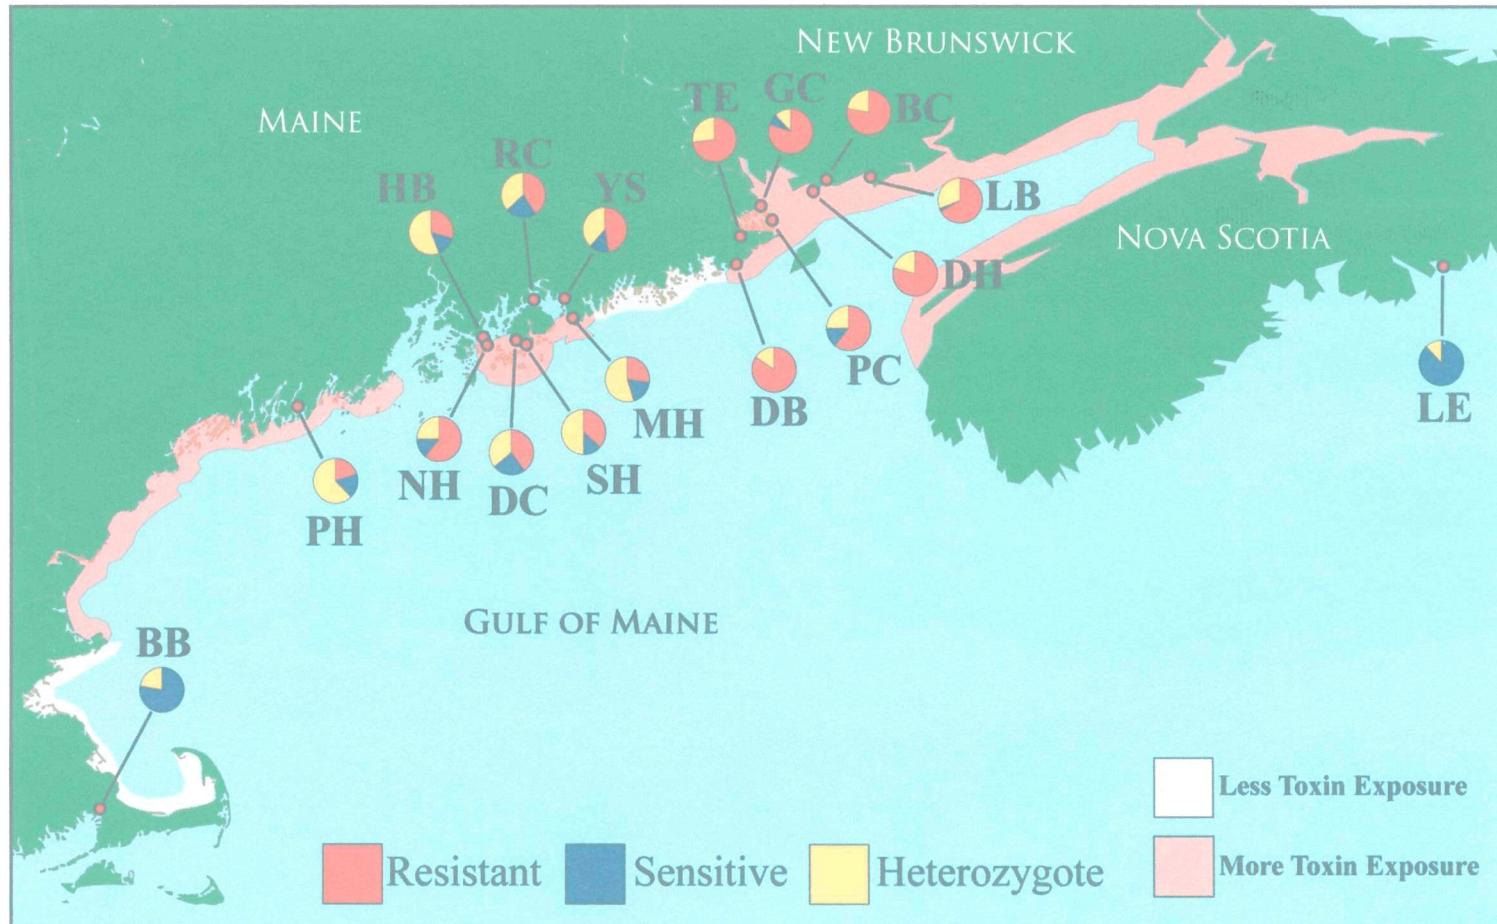 NEW BRUNSWICK
MAINE
TE
GC
BC
RC
HB
YS
LB
NOVA SCOTIA
DH
PC
DB
LE
MH
SH
NH
DC
PH
GULF OF MAINE
BB
Less Toxin Exposure
Resistant
Sensitive
Heterozygote
More Toxin Exposure